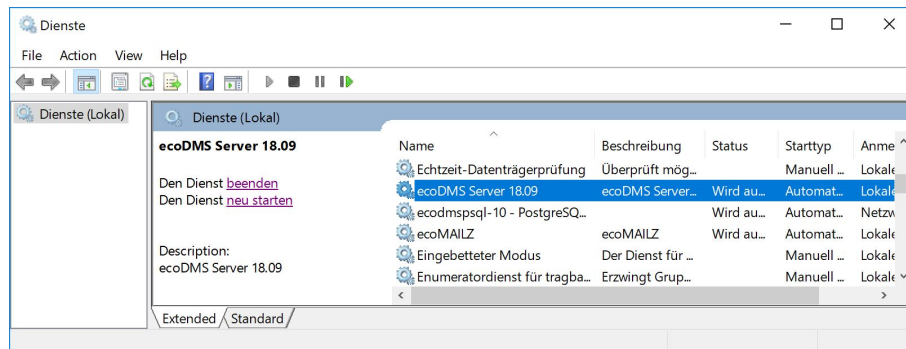 Dienste
File Action View Help
Dienste (Lokal)
Dienste (Lokal)
ecoDMS Server 18.09
Den Dienst beenden
Den Dienst neu starten
Description:
ecoDMS Server 18.09
Name Beschreibung Status Starttyp Anme
Echtzeit-Datenträgerprüfung Überprüft mög... Manuell ... Lokale
ecoDMS Server 18.09 ecoDMS Server... Wird au... Automat... Lokale
ecodmspsql-10 - PostgreSQ... Wird au... Automat... Netzw
ecoMAILZ ecoMAILZ Wird au... Automat... Lokale
Eingebetteter Modus Der Dienst für ... Manuell ... Lokale
Enumeratordienst für tragba... Erzwingt Grup... Manuell ... Lokale
Extended Standard